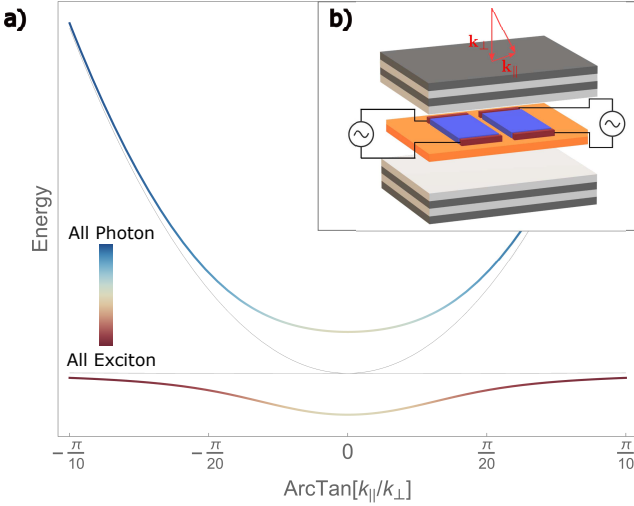 a)
b)
k⊥
k∥
Energy
All Photon
All Exciton
-π/10
-π/20
0
π/20
π/10
ArcTan[k∥/k⊥]